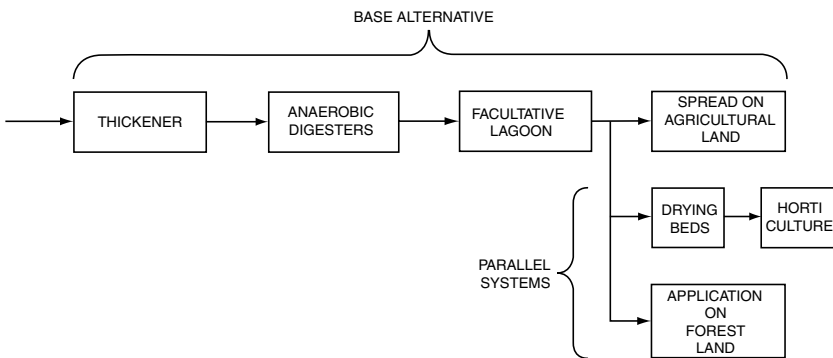 BASE ALTERNATIVE
THICKENER
ANAEROBIC
DIGESTERS
FACULTATIVE
LAGOON
SPREAD ON
AGRICULTURAL
LAND
DRYING
BEDS
HORTI
CULTURE
PARALLEL
SYSTEMS
APPLICATION
ON
FOREST
LAND